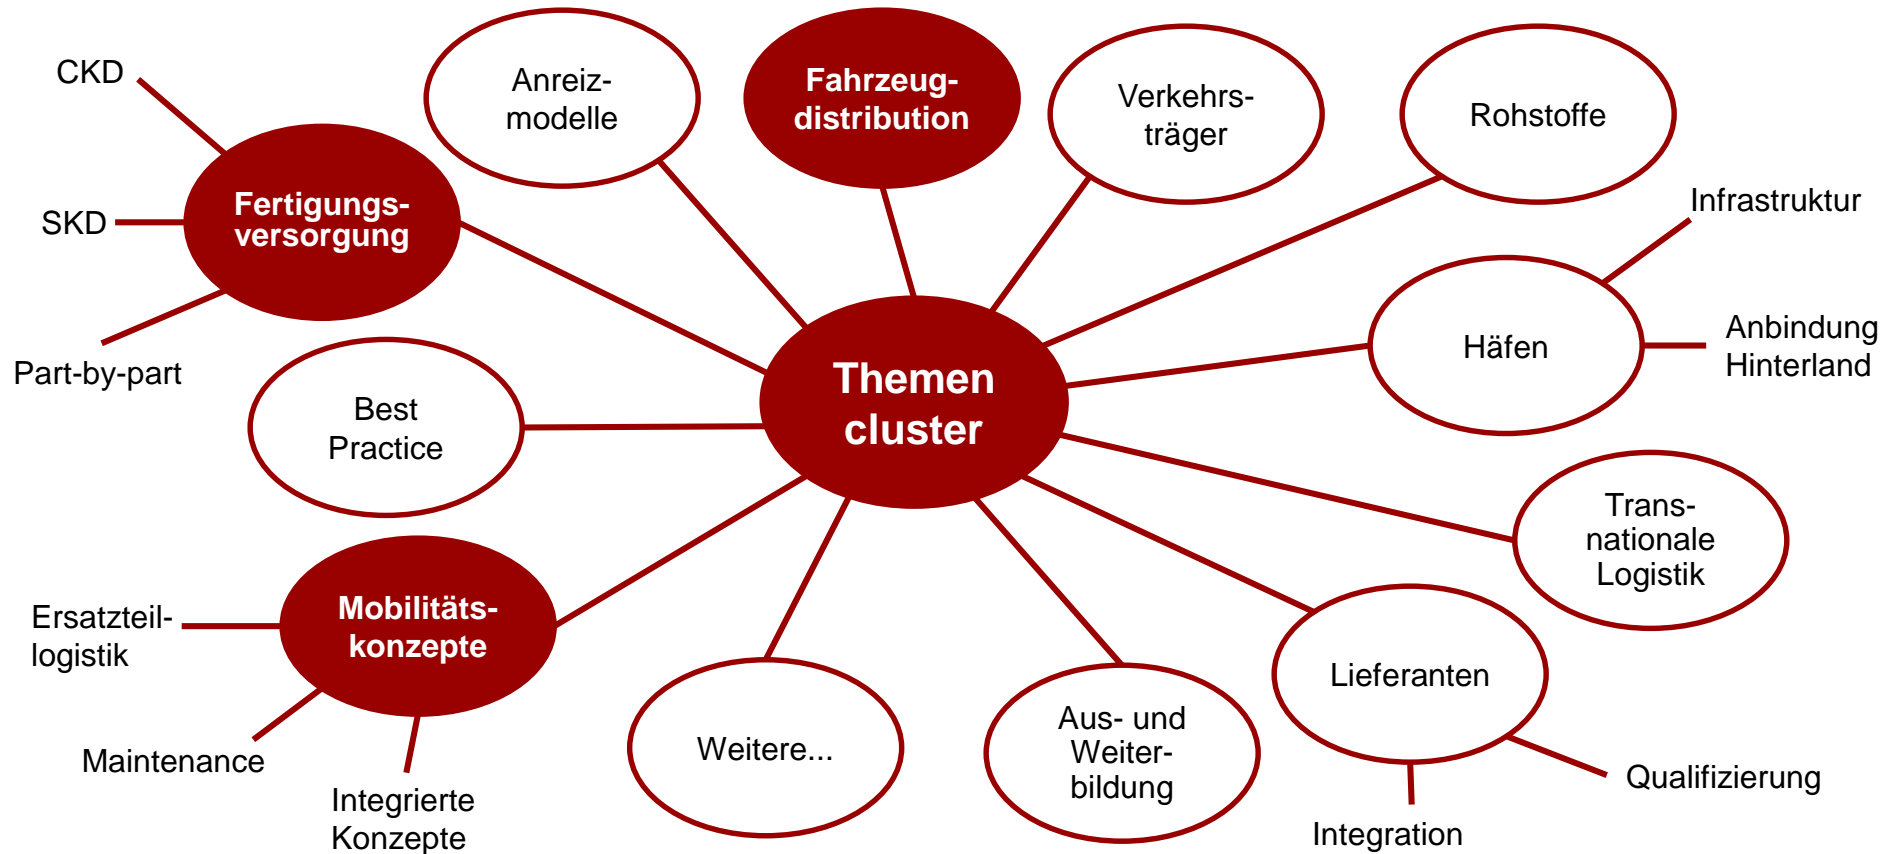 CKD
Anreiz-
modelle
Fahrzeug-
distribution
Verkehrs-
träger
Rohstoffe
Fertigungs-
versorgung
SKD
Part-by-part
Infrastruktur
Häfen
Anbindung
Hinterland
Themen
cluster
Best
Practice
Trans-
nationale
Logistik
Mobilitäts-
konzepte
Ersatzteil-
logistik
Maintenance
Integrierte
Konzepte
Weitere...
Aus- und
Weiter-
bildung
Lieferanten
Qualifizierung
Integration